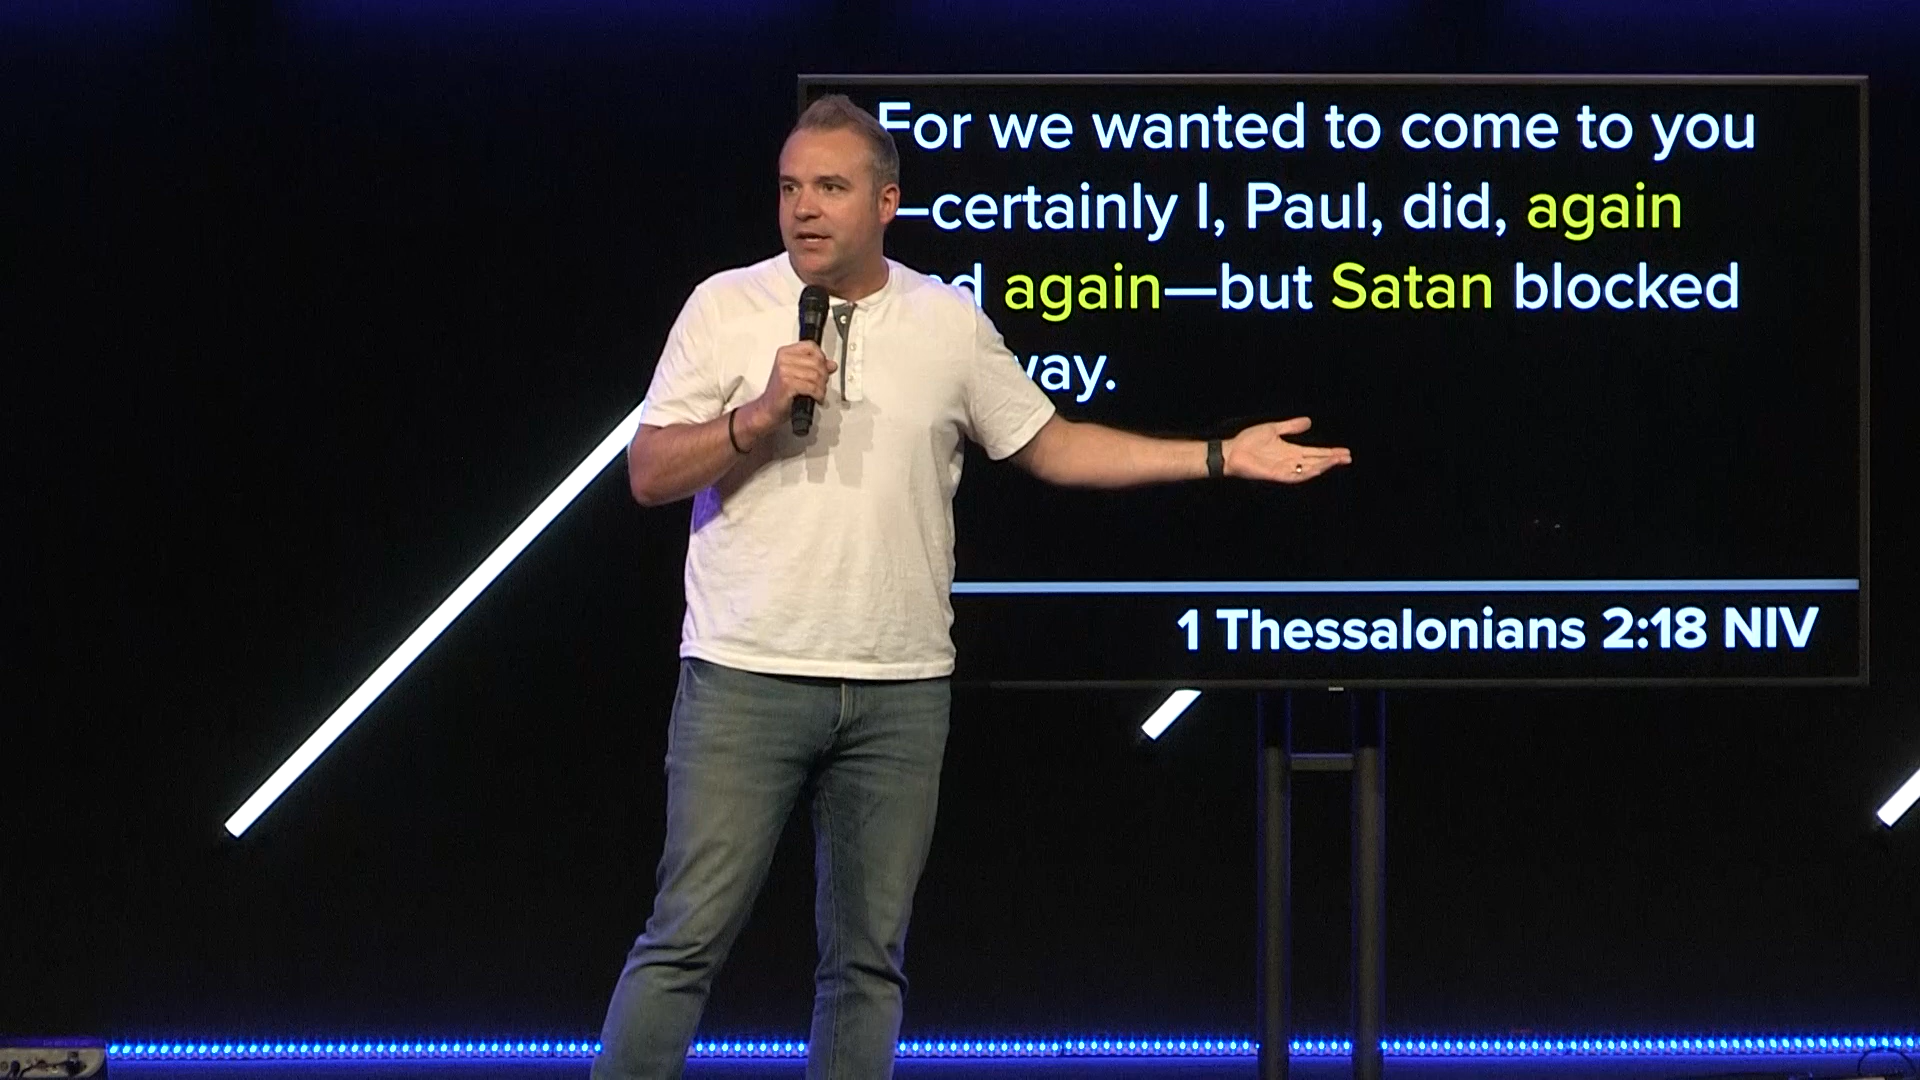 For we wanted to come to you
—certainly I, Paul, did, again
again—but Satan blocked
1 Thessalonians 2:18 NIV